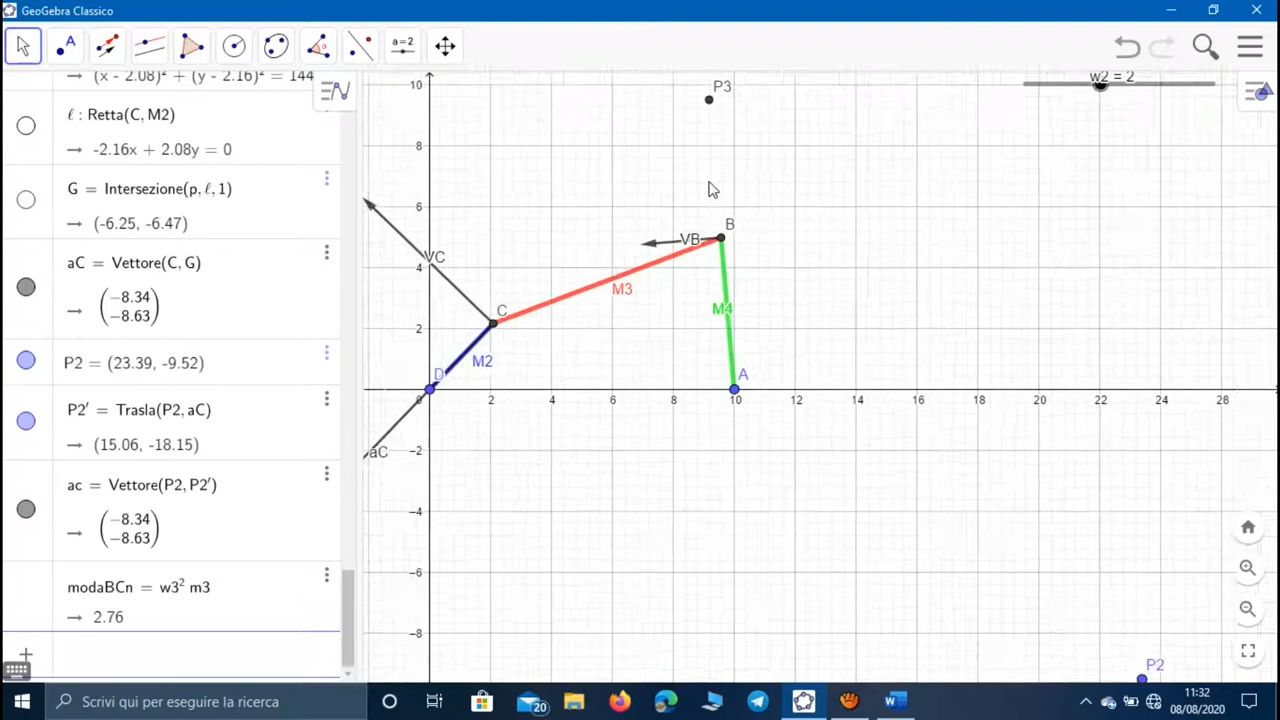 GeoGebra Classico
→ (x - 2.08)² + (y - 2.16)² = 144
ℓ : Retta(C, M2)
→ -2.16x + 2.08y = 0
G = Intersezione(p, ℓ, 1)
→ (-6.25, -6.47)
aC = Vettore(C, G)
→ (−8.34
−8.63)
P2 = (23.39, -9.52)
P2′ = Trasla(P2, aC)
→ (15.06, -18.15)
ac = Vettore(P2, P2′)
→ (−8.34
−8.63)
modaBCn = w3² m3
→ 2.76
A
a=2
w2 = 2
P3
B
VB
VC
M3
C
M4
M2
D
A
aC
P2
10
8
6
4
2
0 2 4 6 8 10 12 14 16 18 20 22 24 26
−2
−4
−6
−8
Scrivi qui per eseguire la ricerca
20
W
11:32
08/08/2020